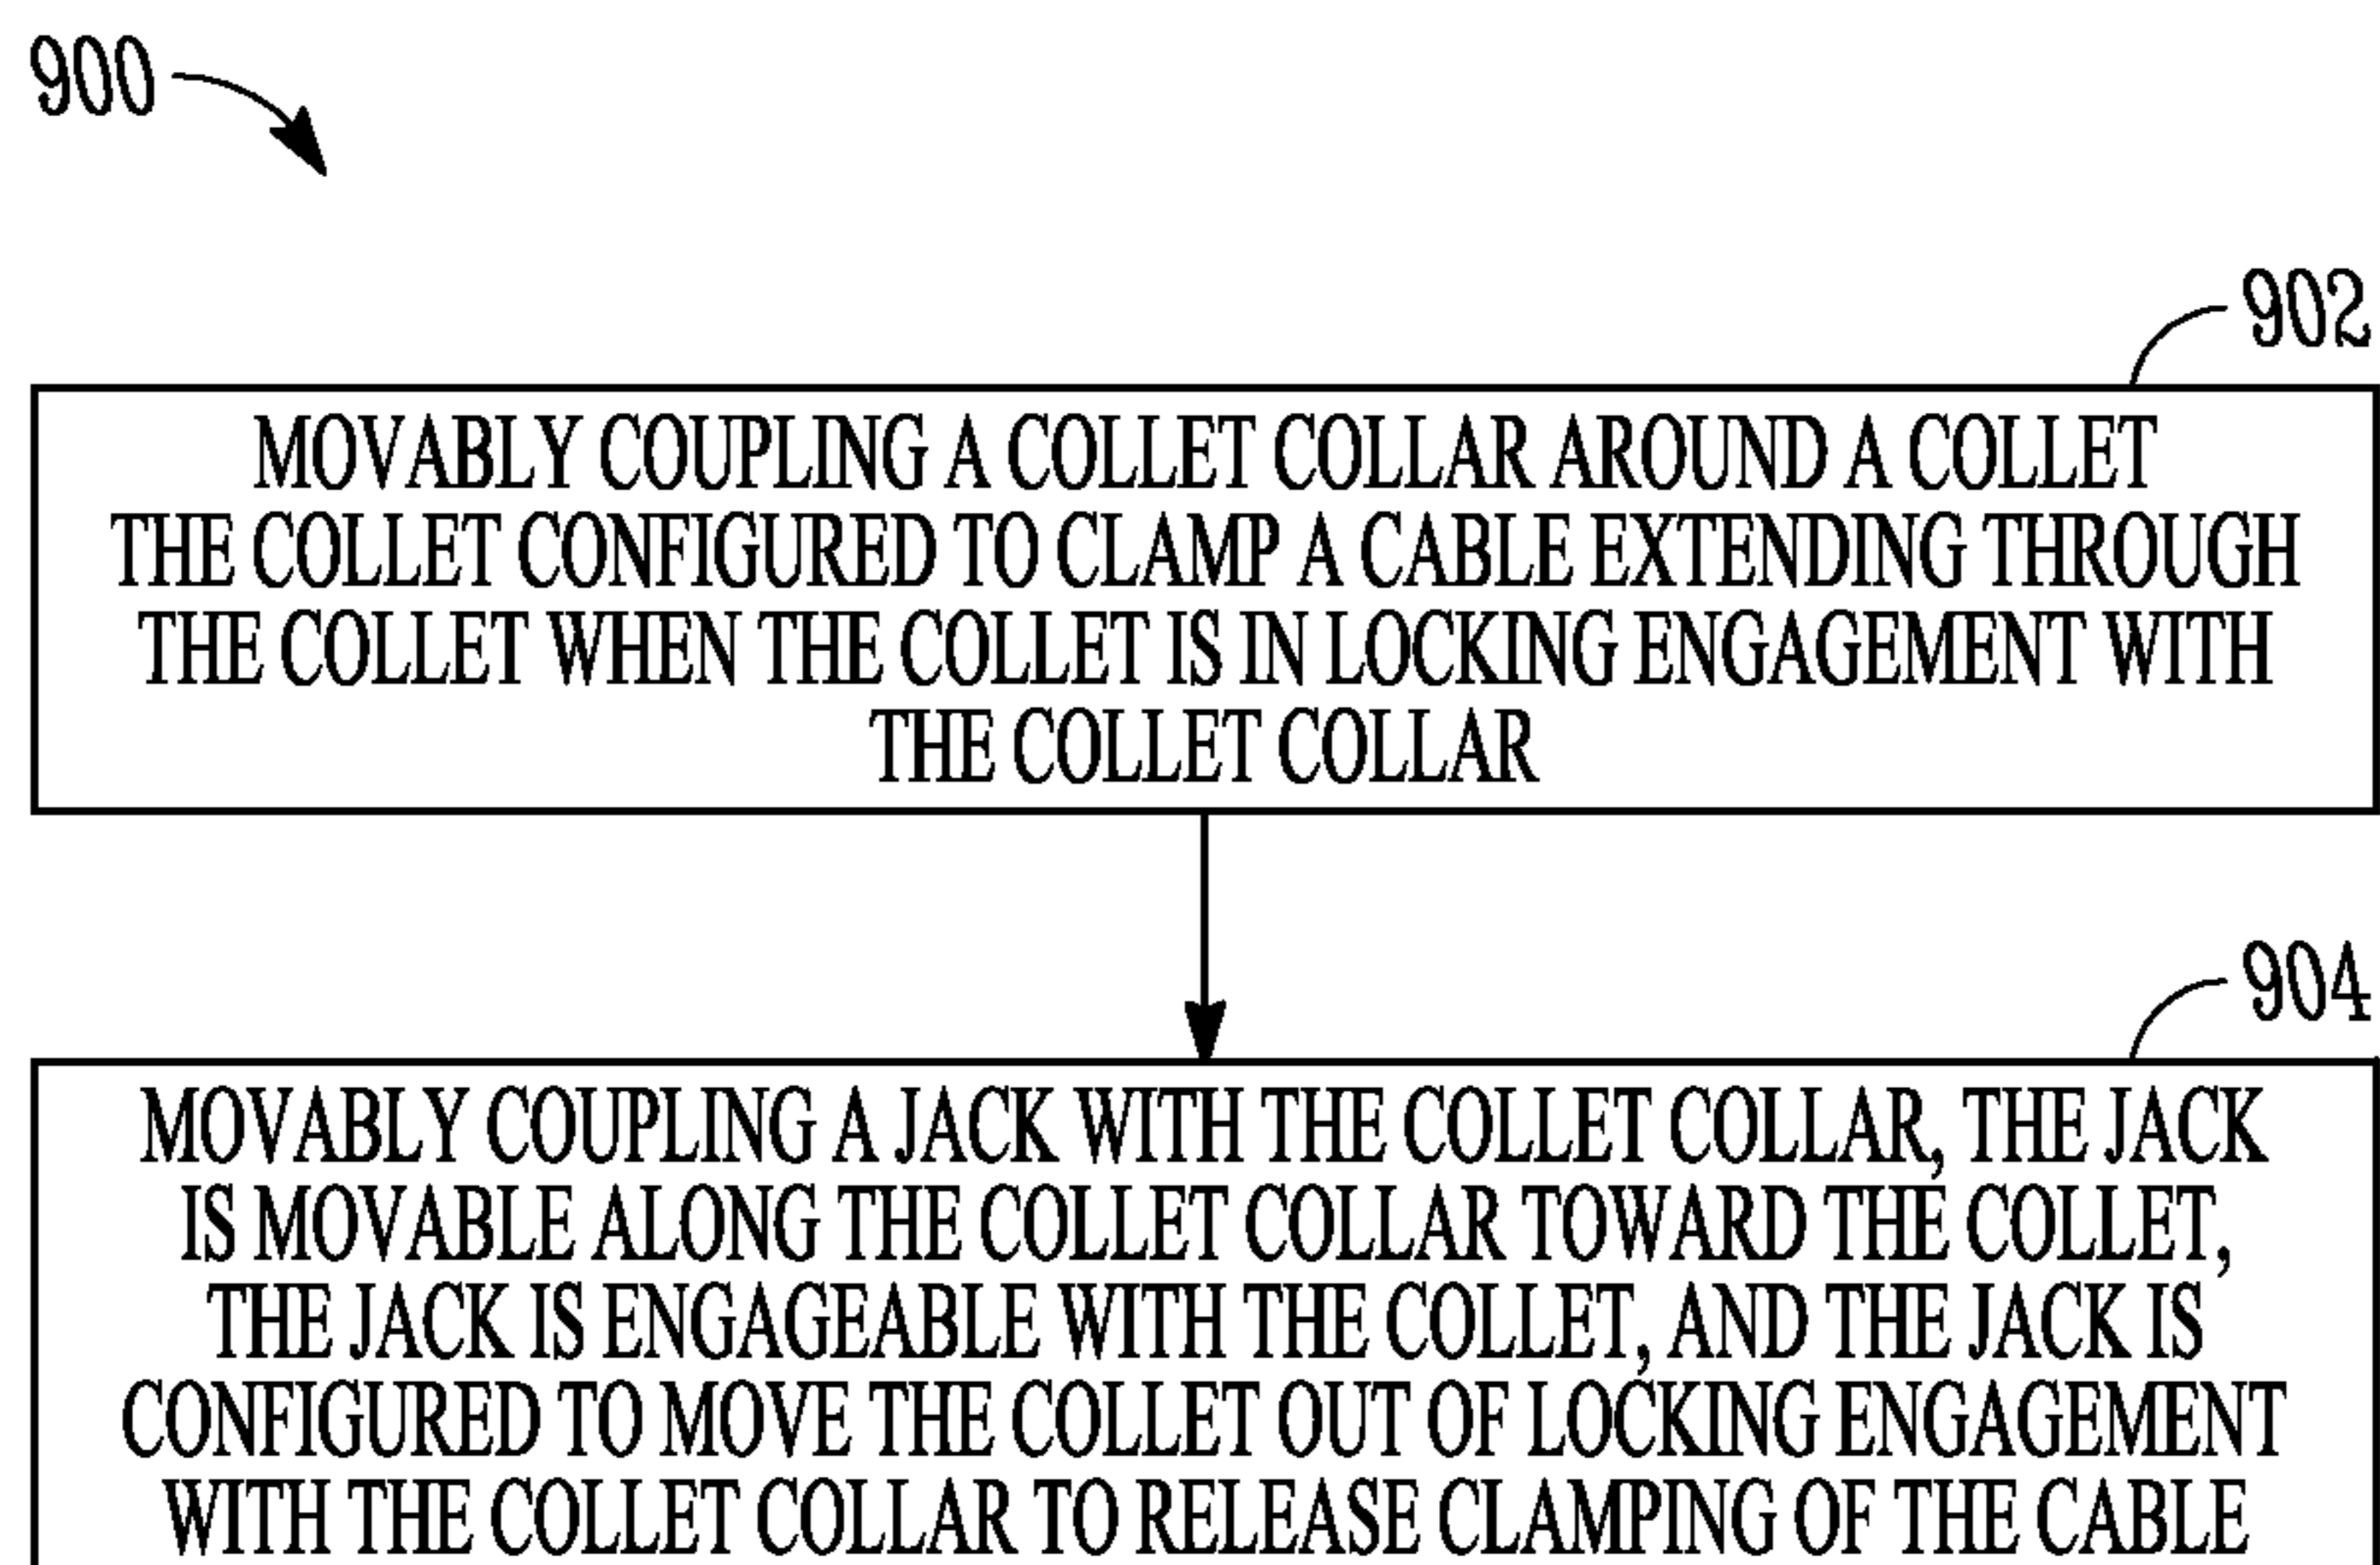 900
902
MOVABLY COUPLING A COLLET COLLAR AROUND A COLLET
THE COLLET CONFIGURED TO CLAMP A CABLE EXTENDING THROUGH
THE COLLET WHEN THE COLLET IS IN LOCKING ENGAGEMENT WITH
THE COLLET COLLAR
904
MOVABLY COUPLING A JACK WITH THE COLLET COLLAR, THE JACK
IS MOVABLE ALONG THE COLLET COLLAR TOWARD THE COLLET,
THE JACK IS ENGAGEABLE WITH THE COLLET, AND THE JACK IS
CONFIGURED TO MOVE THE COLLET OUT OF LOCKING ENGAGEMENT
WITH THE COLLET COLLAR TO RELEASE CLAMPING OF THE CABLE